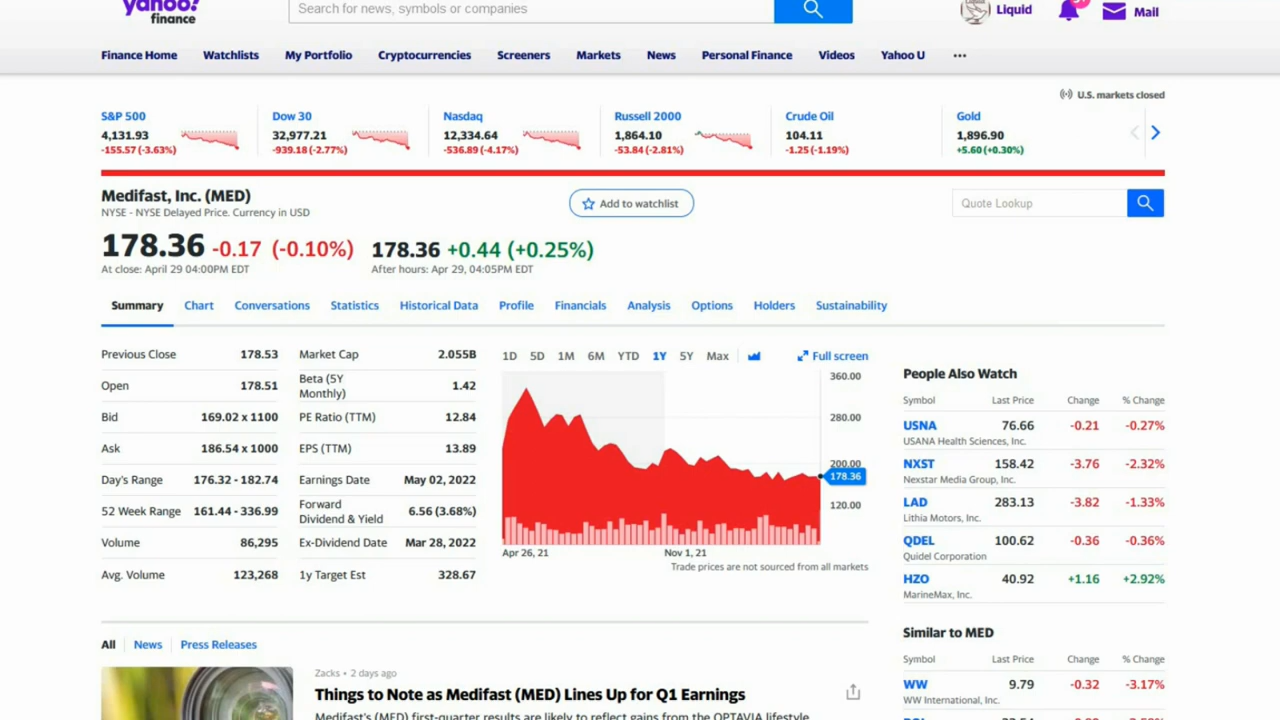 yahoo!
finance
Search for news, symbols or companies
Liquid
Mail
Finance Home Watchlists My Portfolio Cryptocurrencies Screeners Markets News Personal Finance Videos Yahoo U ...
U.S. markets closed
S&P 500
4,131.93
-155.57 (-3.63%)
Dow 30
32,977.21
-939.18 (-2.77%)
Nasdaq
12,334.64
-536.89 (-4.17%)
Russell 2000
1,864.10
-53.84 (-2.81%)
Crude Oil
104.11
-1.25 (-1.19%)
Gold
1,896.90
+5.60 (+0.30%)
Medifast, Inc. (MED)
NYSE - NYSE Delayed Price. Currency in USD
Add to watchlist
Quote Lookup
178.36 -0.17 (-0.10%)
At close: April 29 04:00PM EDT
178.36 +0.44 (+0.25%)
After hours: Apr 29, 04:05PM EDT
Summary Chart Conversations Statistics Historical Data Profile Financials Analysis Options Holders Sustainability
Previous Close 178.53
Open 178.51
Bid 169.02 x 1100
Ask 186.54 x 1000
Day's Range 176.32 - 182.74
52 Week Range 161.44 - 336.99
Volume 86,295
Avg. Volume 123,268
Market Cap 2.055B
Beta (5Y
Monthly) 1.42
PE Ratio (TTM) 12.84
EPS (TTM) 13.89
Earnings Date May 02, 2022
Forward
Dividend & Yield 6.56 (3.68%)
Ex-Dividend Date Mar 28, 2022
1y Target Est 328.67
1D 5D 1M 6M YTD 1Y 5Y Max Full screen
360.00
280.00
200.00
178.36
120.00
Apr 26, 21 Nov 1, 21
Trade prices are not sourced from all markets
People Also Watch
Symbol Last Price Change % Change
USNA 76.66 -0.21 -0.27%
USANA Health Sciences, Inc.
NXST 158.42 -3.76 -2.32%
Nexstar Media Group, Inc.
LAD 283.13 -3.82 -1.33%
Lithia Motors, Inc.
QDEL 100.62 -0.36 -0.36%
Quidel Corporation
HZO 40.92 +1.16 +2.92%
MarineMax, Inc.
Similar to MED
Symbol Last Price Change % Change
WW 9.79 -0.32 -3.17%
WW International, Inc.
All News Press Releases
Zacks • 2 days ago
Things to Note as Medifast (MED) Lines Up for Q1 Earnings
Medifast's (MED) first-quarter results are likely to reflect gains from the OPTAVIA lifestyle